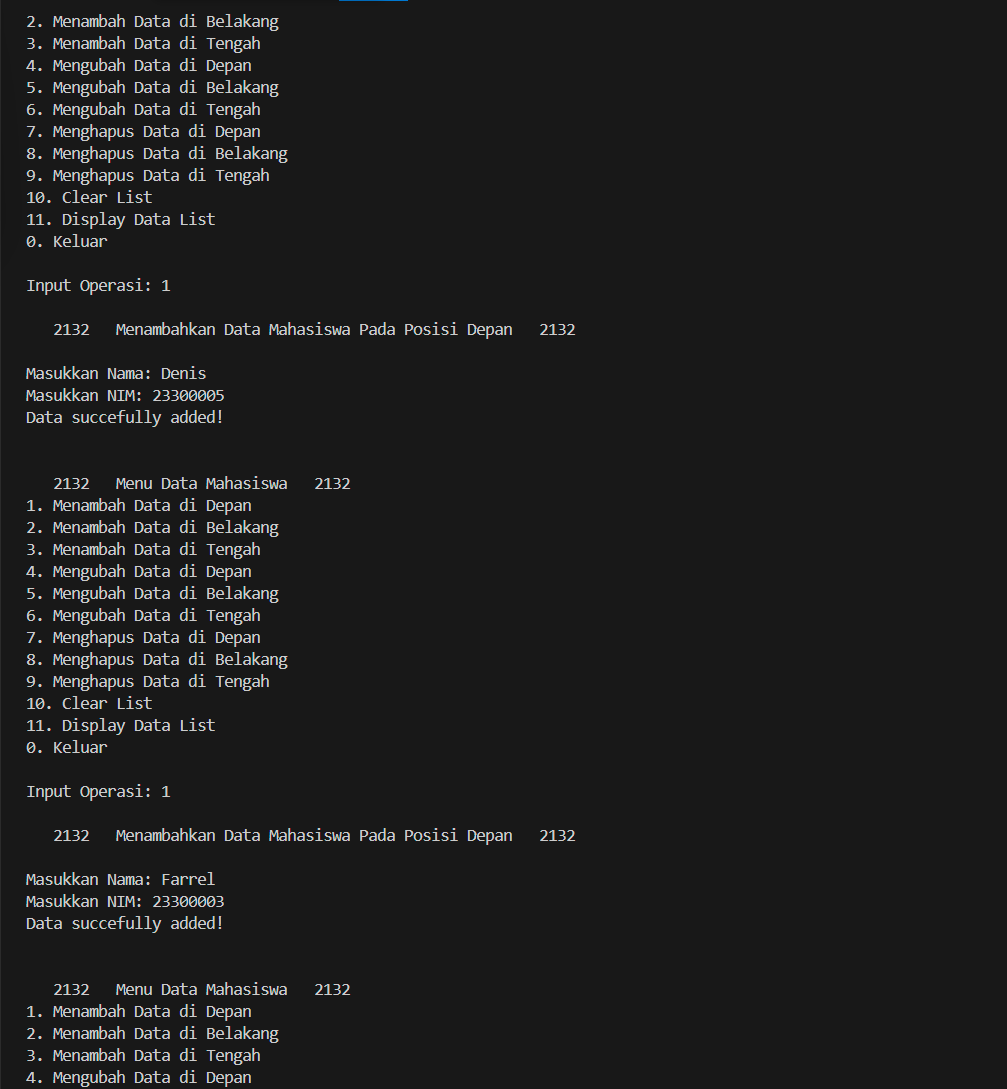 2. Menambah Data di Belakang
3. Menambah Data di Tengah
4. Mengubah Data di Depan
5. Mengubah Data di Belakang
6. Mengubah Data di Tengah
7. Menghapus Data di Depan
8. Menghapus Data di Belakang
9. Menghapus Data di Tengah
10. Clear List
11. Display Data List
0. Keluar
Input Operasi: 1
2132 Menambahkan Data Mahasiswa Pada Posisi Depan 2132
Masukkan Nama: Denis
Masukkan NIM: 23300005
Data succefully added!
2132 Menu Data Mahasiswa 2132
1. Menambah Data di Depan
2. Menambah Data di Belakang
3. Menambah Data di Tengah
4. Mengubah Data di Depan
5. Mengubah Data di Belakang
6. Mengubah Data di Tengah
7. Menghapus Data di Depan
8. Menghapus Data di Belakang
9. Menghapus Data di Tengah
10. Clear List
11. Display Data List
0. Keluar
Input Operasi: 1
2132 Menambahkan Data Mahasiswa Pada Posisi Depan 2132
Masukkan Nama: Farrel
Masukkan NIM: 23300003
Data succefully added!
2132 Menu Data Mahasiswa 2132
1. Menambah Data di Depan
2. Menambah Data di Belakang
3. Menambah Data di Tengah
4. Mengubah Data di Depan